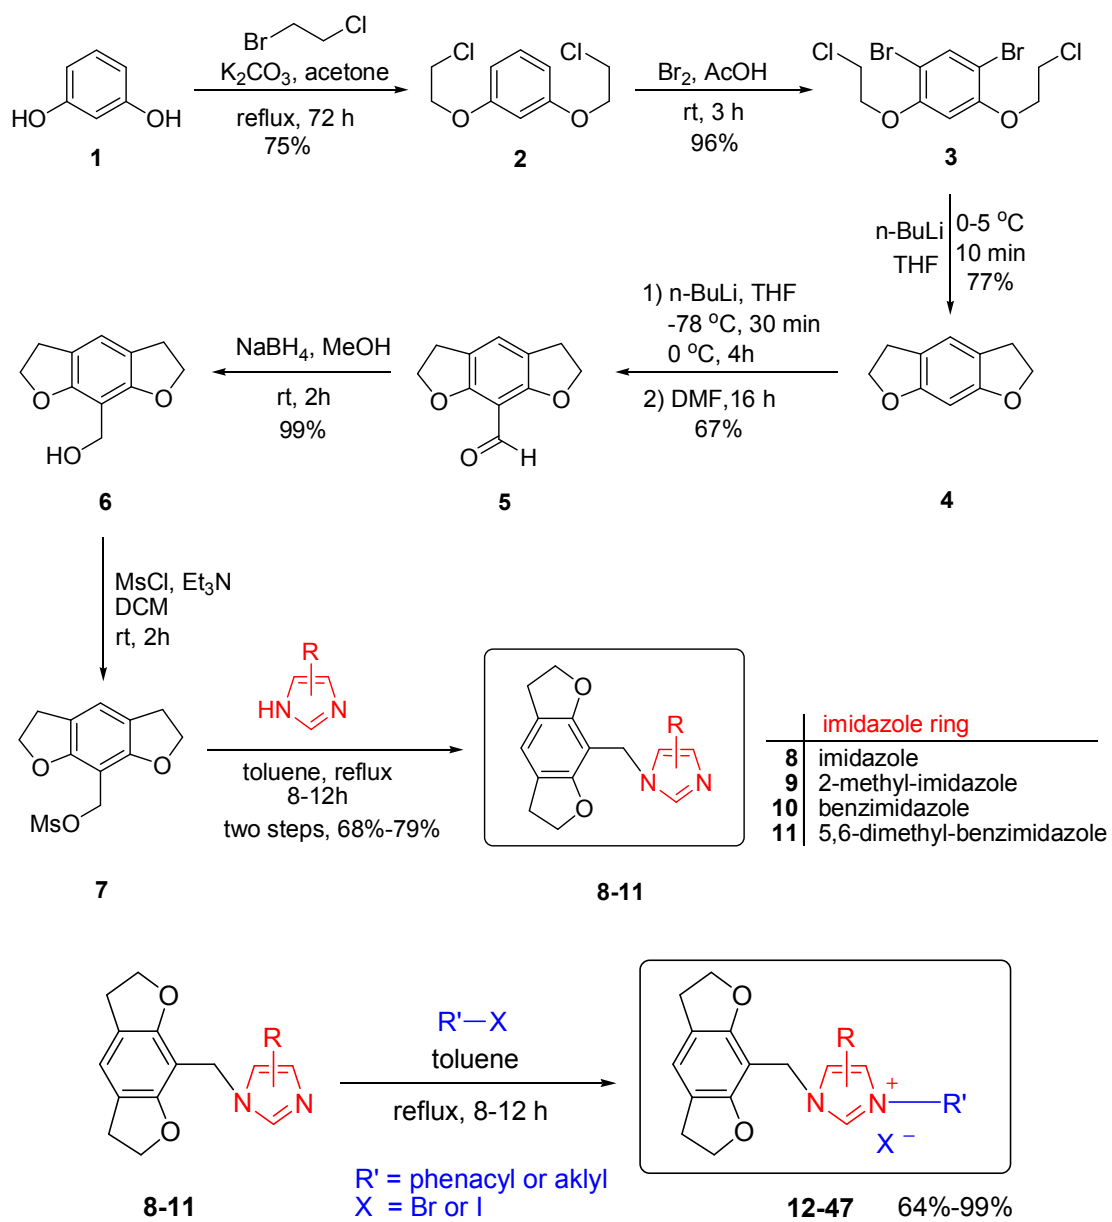 Br Cl
K2CO3, acetone
reflux, 72 h
75%
HO OH
1
Cl Cl
O O
2
Br2, AcOH
rt, 3 h
96%
Cl Br Br Cl
O O
3
n-BuLi
THF
0-5 °C
10 min
77%
O O
4
1) n-BuLi, THF
-78 °C, 30 min
0 °C, 4h
2) DMF,16 h
67%
O O
O H
5
NaBH4, MeOH
rt, 2h
99%
O O
HO
6
MsCl, Et3N
DCM
rt, 2h
O O
MsO
7
R
HN N
toluene, reflux
8-12h
two steps, 68%-79%
O
R
N N
O
8-11
imidazole ring
8 imidazole
9 2-methyl-imidazole
10 benzimidazole
11 5,6-dimethyl-benzimidazole
O
R
N N
O
8-11
R'—X
toluene
reflux, 8-12 h
R' = phenacyl or aklyl
X = Br or I
O
R
N N + R'
X −
O
12-47 64%-99%